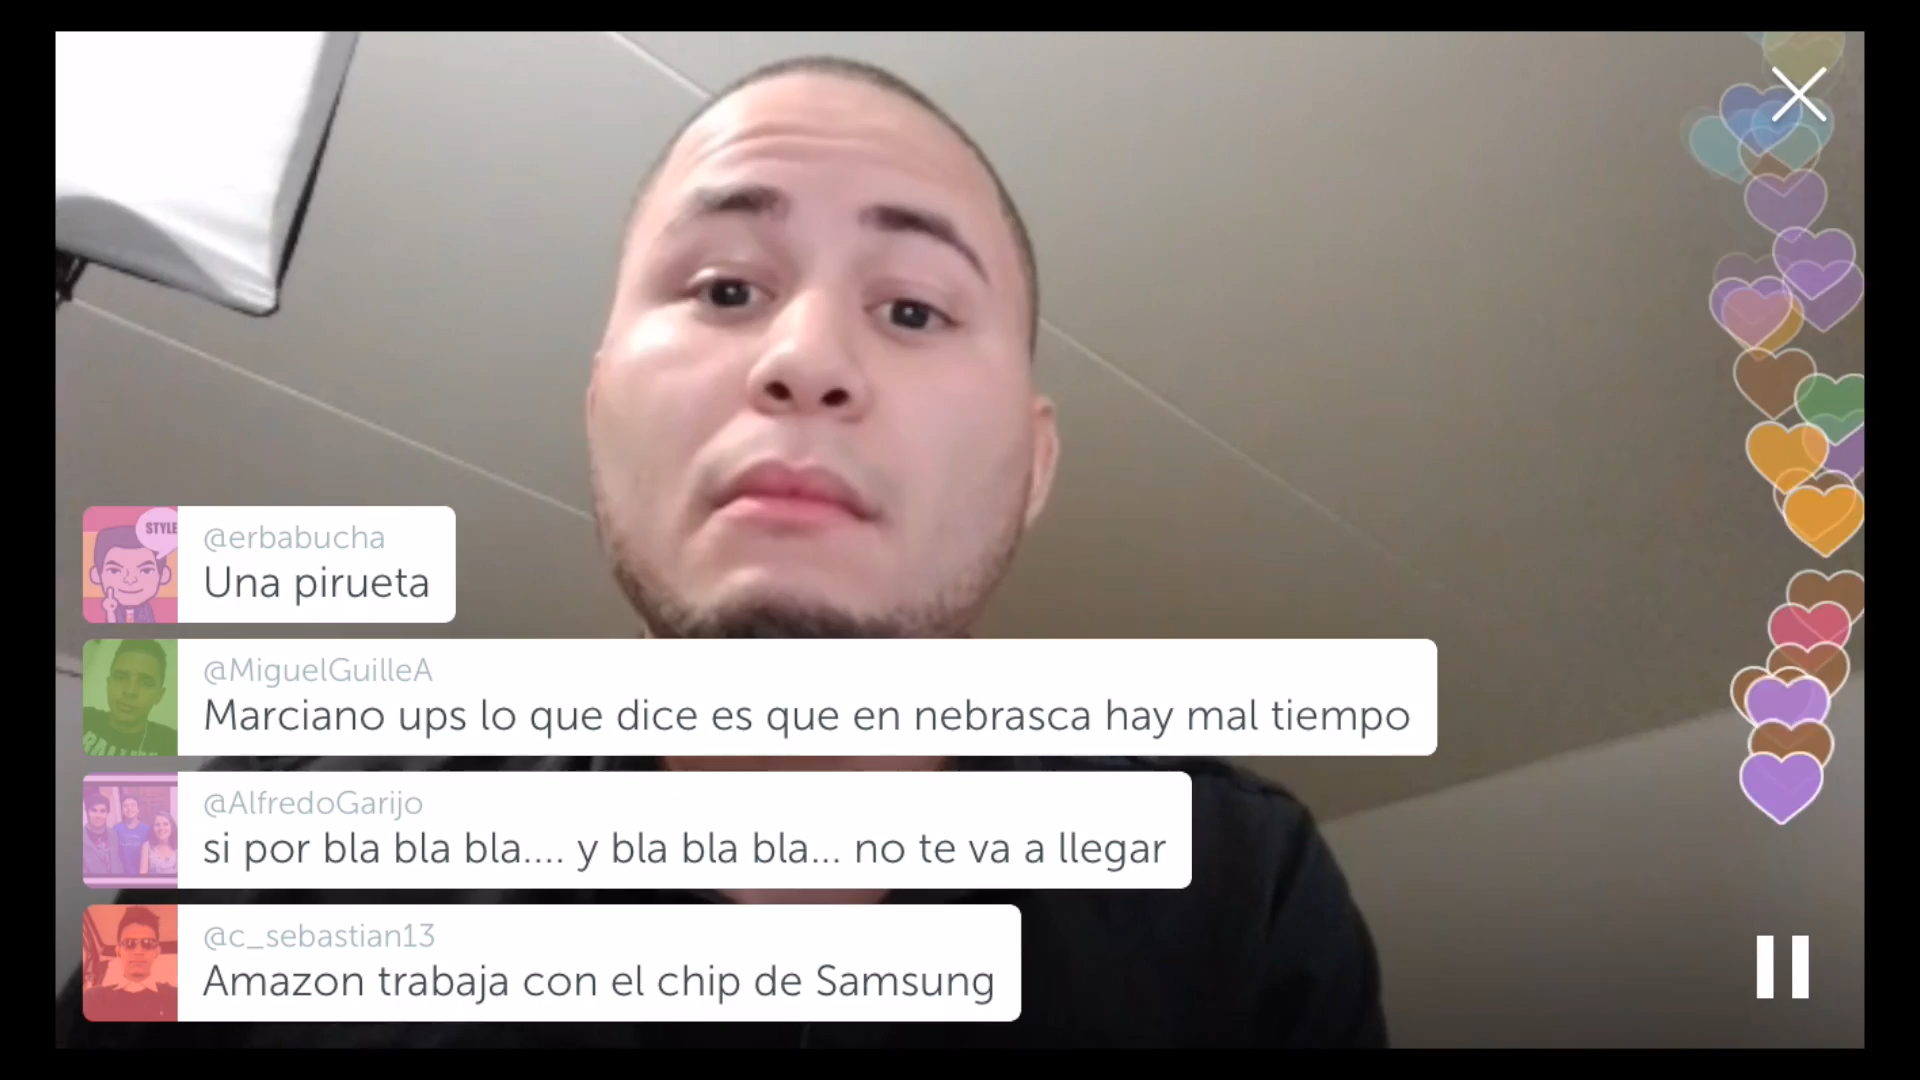 STYLE
@erbabucha
Una pirueta
@MiguelGuilleA
Marciano ups lo que dice es que en nebrasca hay mal tiempo
@AlfredoGarijo
si por bla bla bla.... y bla bla bla... no te va a llegar
@c_sebastian13
Amazon trabaja con el chip de Samsung